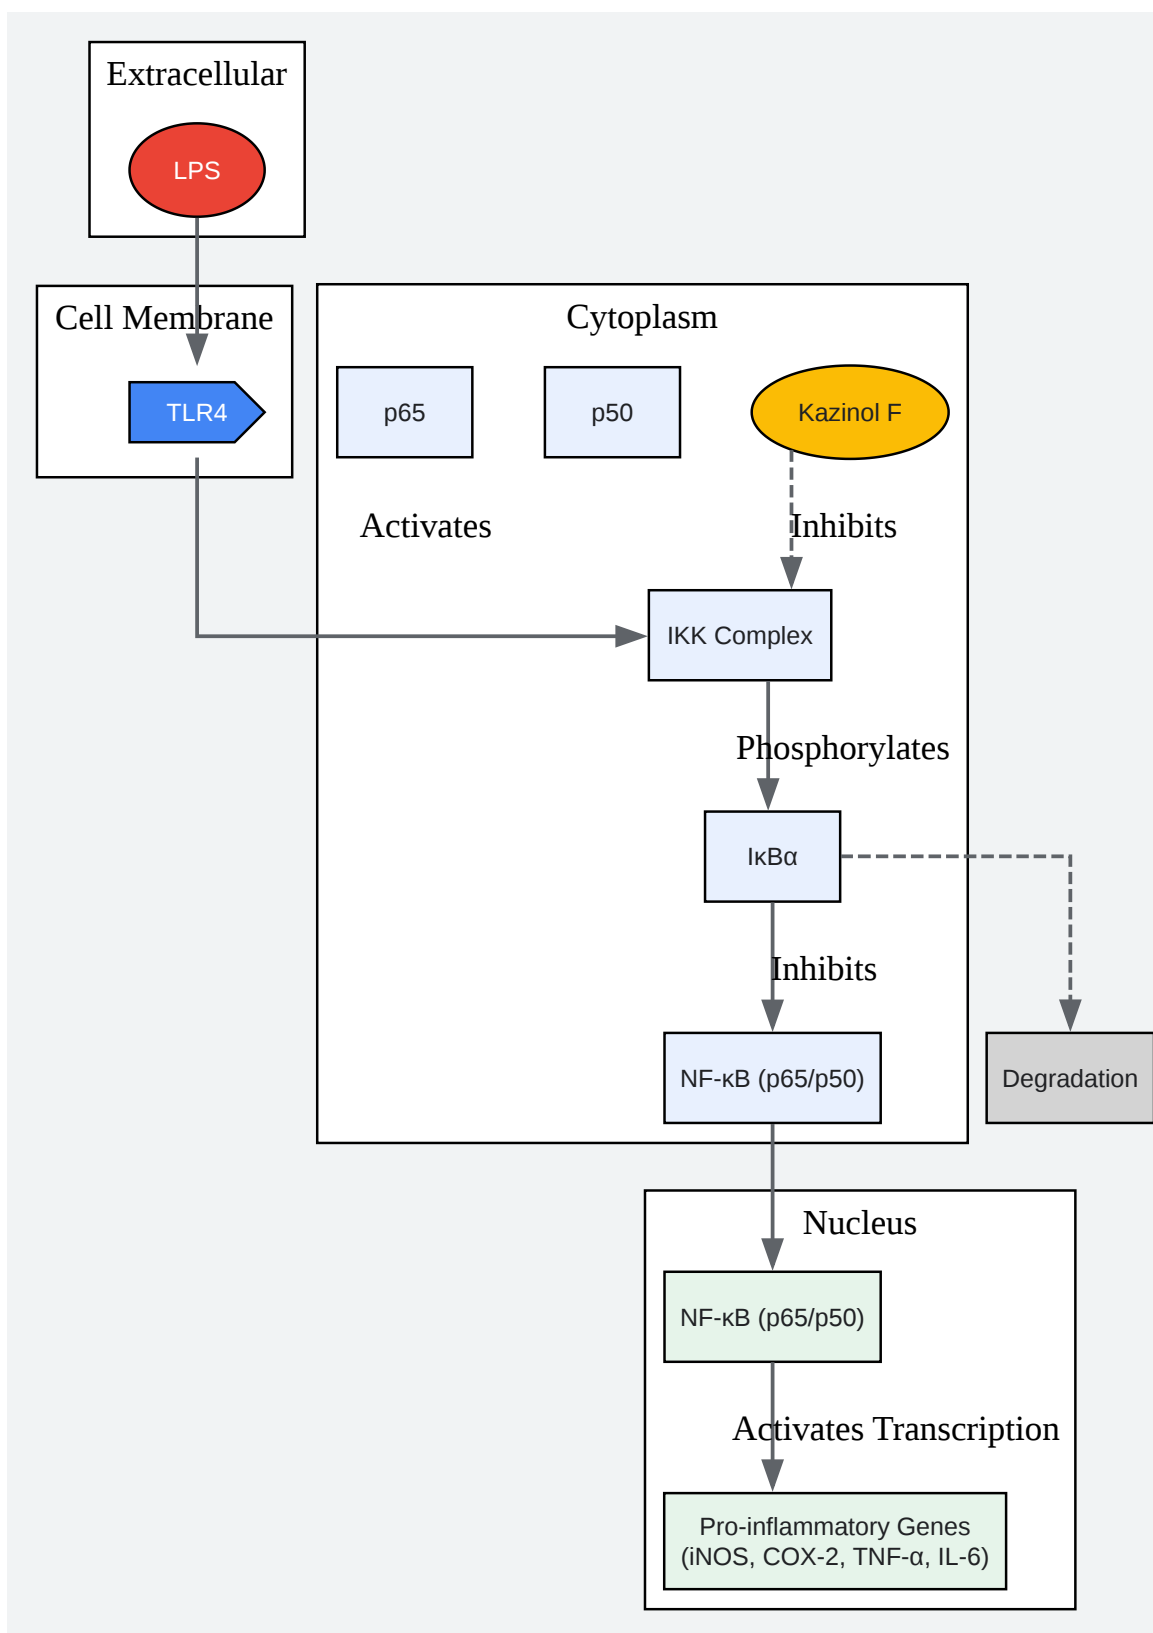 Extracellular
LPS
Cell Membrane
TLR4
Cytoplasm
p65
p50
Kazinol F
Activates
Inhibits
IKK Complex
Phosphorylates
IκBα
Inhibits
NF-κB (p65/p50)
Degradation
Nucleus
NF-κB (p65/p50)
Activates Transcription
Pro-inflammatory Genes
(iNOS, COX-2, TNF-α, IL-6)